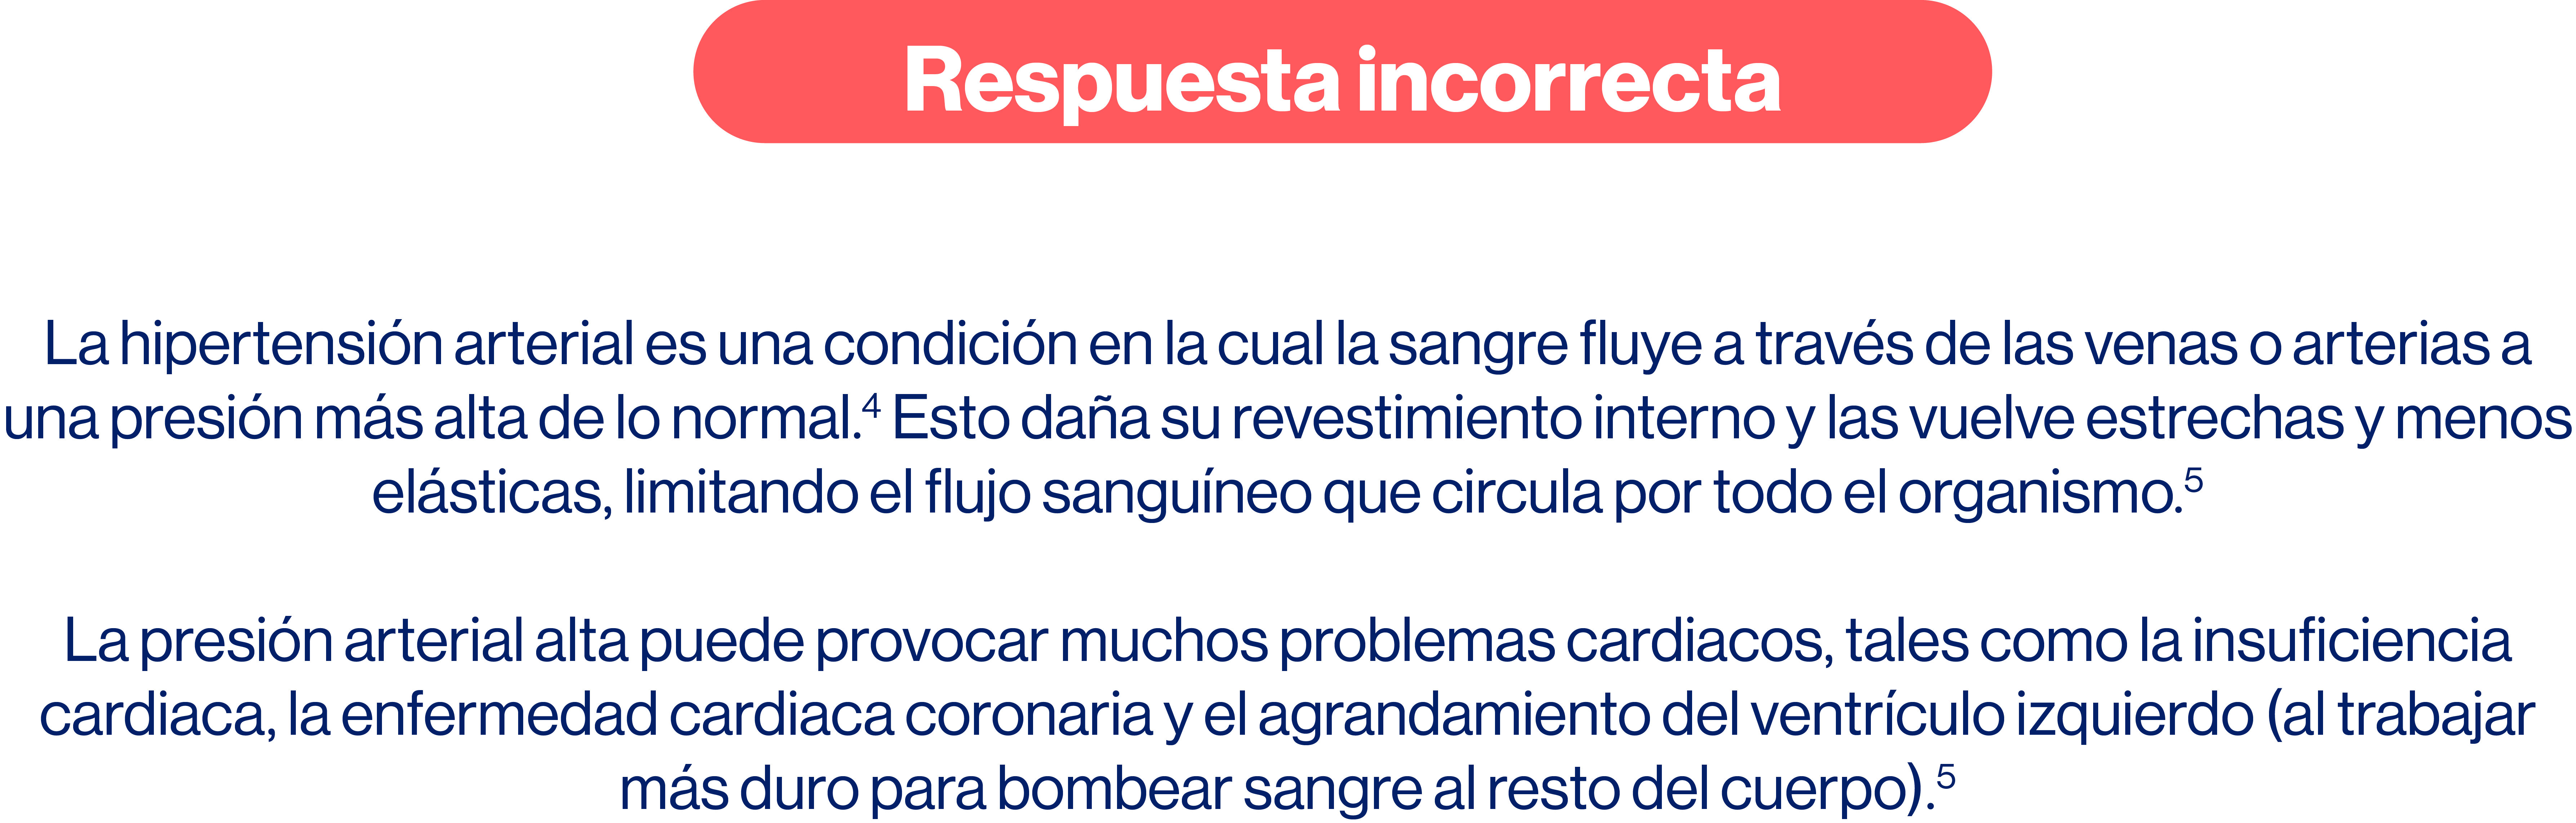 Respuesta incorrecta
La hipertensión arterial es una condición en la cual la sangre fluye a través de las venas o arterias a
una presión más alta de lo normal.⁴ Esto daña su revestimiento interno y las vuelve estrechas y menos
elásticas, limitando el flujo sanguíneo que circula por todo el organismo.⁵
La presión arterial alta puede provocar muchos problemas cardiacos, tales como la insuficiencia
cardiaca, la enfermedad cardiaca coronaria y el agrandamiento del ventrículo izquierdo (al trabajar
más duro para bombear sangre al resto del cuerpo).⁵